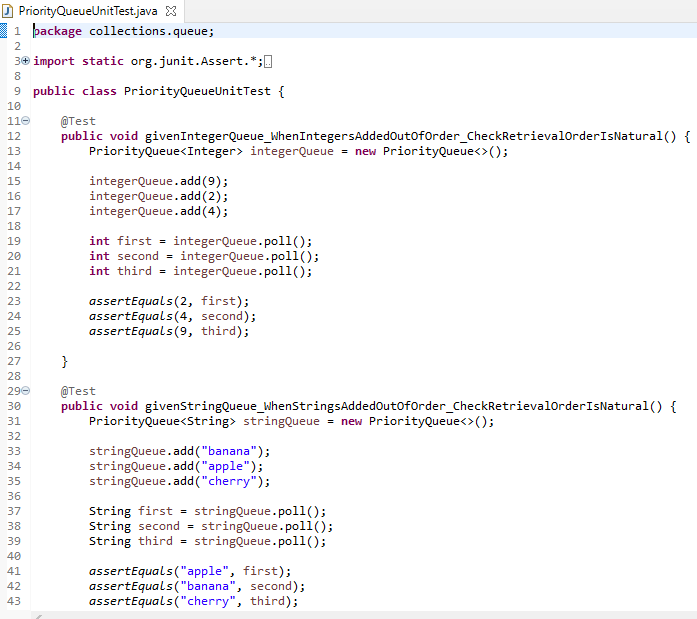 PriorityQueueUnitTest.java
1 package collections.queue;
2
3 import static org.junit.Assert.*;
8
9 public class PriorityQueueUnitTest {
10
11     @Test
12     public void givenIntegerQueue_WhenIntegersAddedOutOfOrder_CheckRetrievalOrderIsNatural() {
13         PriorityQueue<Integer> integerQueue = new PriorityQueue<>();
14
15         integerQueue.add(9);
16         integerQueue.add(2);
17         integerQueue.add(4);
18
19         int first = integerQueue.poll();
20         int second = integerQueue.poll();
21         int third = integerQueue.poll();
22
23         assertEquals(2, first);
24         assertEquals(4, second);
25         assertEquals(9, third);
26
27     }
28
29     @Test
30     public void givenStringQueue_WhenStringsAddedOutOfOrder_CheckRetrievalOrderIsNatural() {
31         PriorityQueue<String> stringQueue = new PriorityQueue<>();
32
33         stringQueue.add("banana");
34         stringQueue.add("apple");
35         stringQueue.add("cherry");
36
37         String first = stringQueue.poll();
38         String second = stringQueue.poll();
39         String third = stringQueue.poll();
40
41         assertEquals("apple", first);
42         assertEquals("banana", second);
43         assertEquals("cherry", third);